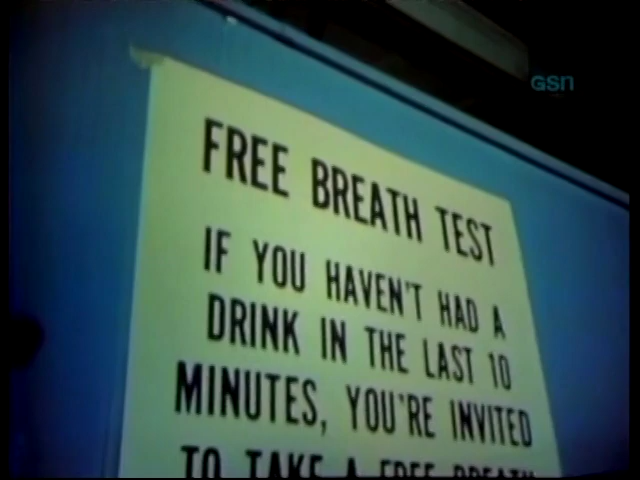 GSN
FREE BREATH TEST
IF YOU HAVEN'T HAD A
DRINK IN THE LAST 10
MINUTES, YOU'RE INVITED
TO TAKE A FREE BREATH